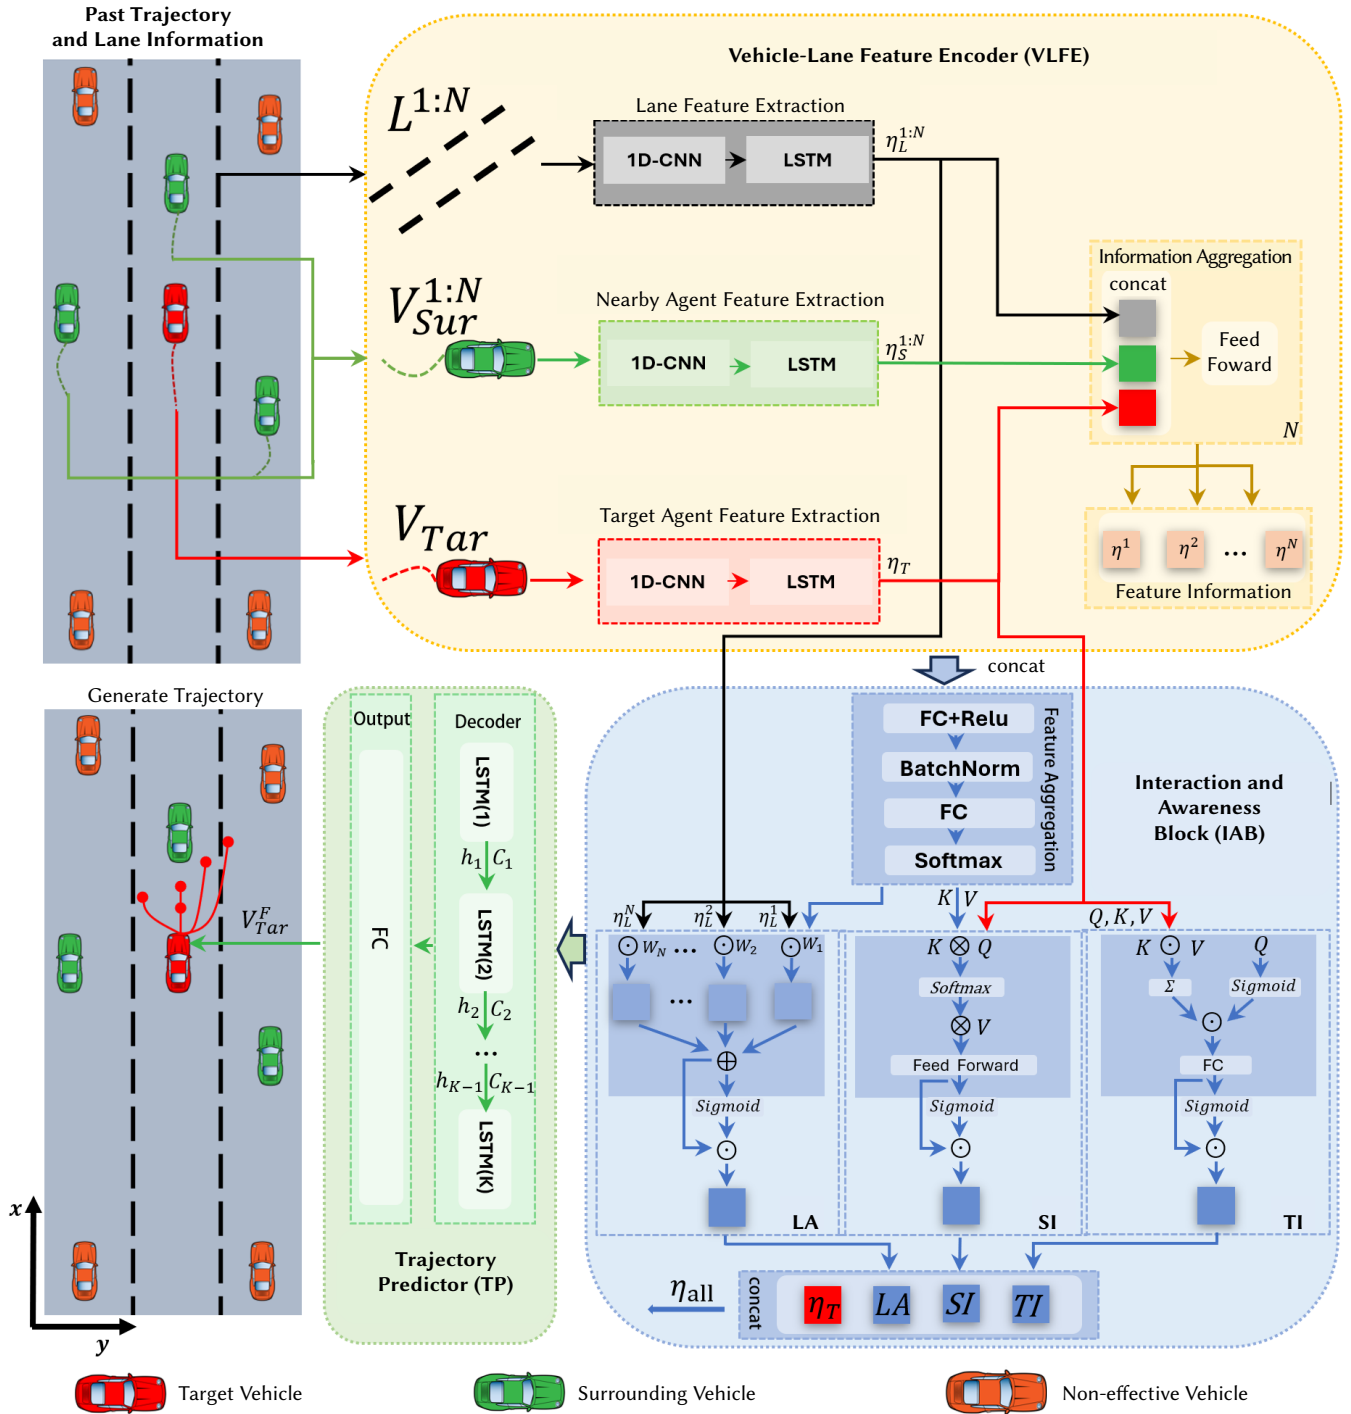 Past Trajectory
and Lane Information
Vehicle-Lane Feature Encoder (VLFE)
L^{1:N}
Lane Feature Extraction
1D-CNN
LSTM
η_L^{1:N}
V_{Sur}^{1:N}
Nearby Agent Feature Extraction
1D-CNN
LSTM
η_S^{1:N}
Information Aggregation
concat
Feed
Foward
N
V_{Tar}
Target Agent Feature Extraction
1D-CNN
LSTM
η_T
η^1
η^2
...
η^N
Feature Information
concat
Generate Trajectory
V_{Tar}^F
x
y
Output
FC
Decoder
LSTM(1)
h_1
C_1
LSTM(2)
h_2
C_2
...
h_{K-1}
C_{K-1}
LSTM(K)
Trajectory
Predictor (TP)
FC+Relu
BatchNorm
FC
Softmax
Feature Aggregation
Interaction and
Awareness
Block (IAB)
K V
η_L^N
η_L^2
η_L^1
Q, K, V
⊙ W_N ... ⊙ W_2 ⊙ W_1
...
⊕
Sigmoid
⊙
LA
K ⊗ Q
Softmax
⊗ V
Feed Forward
Sigmoid
⊙
SI
K ⊙ V
Q
Σ
Sigmoid
⊙
FC
Sigmoid
⊙
TI
η_{all}
concat
η_T
LA
SI
TI
Target Vehicle
Surrounding Vehicle
Non-effective Vehicle